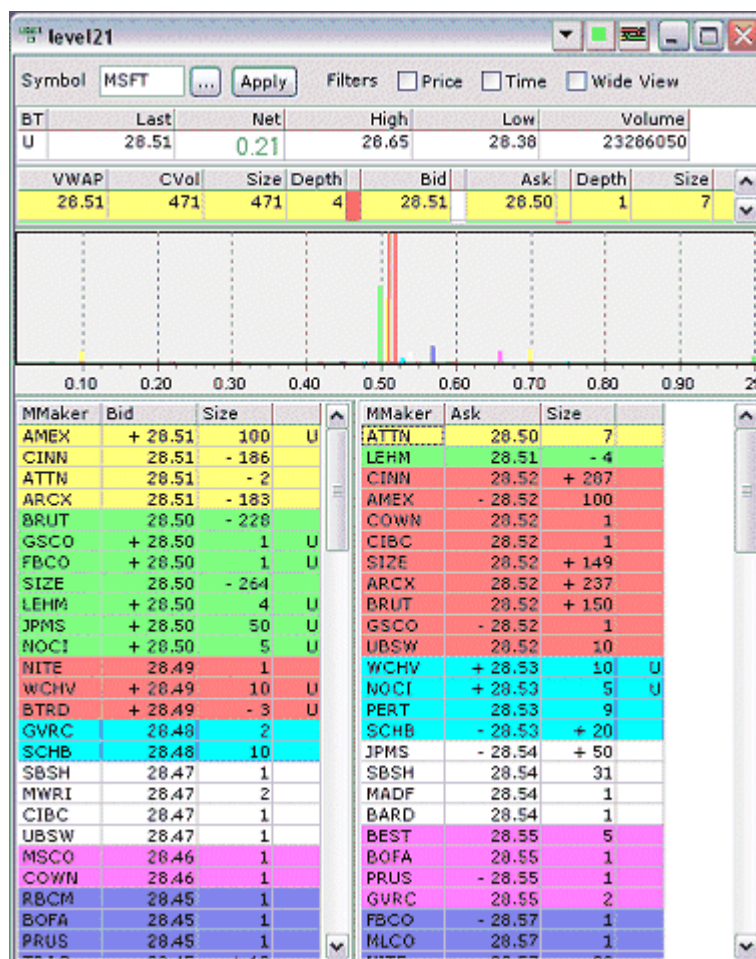 level21
Symbol MSFT ... Apply Filters Price Time Wide View
BT Last Net High Low Volume
U 28.51 0.21 28.65 28.38 23286050
VWAP CVol Size Depth Bid Ask Depth Size
28.51 471 471 4 28.51 28.50 1 7
0.10 0.20 0.30 0.40 0.50 0.60 0.70 0.80 0.90
MMaker Bid Size MMaker Ask Size
AMEX + 28.51 100 U ATTN 28.50 7
CINN 28.51 - 186 LEHM 28.51 - 4
ATTN 28.51 - 2 CINN 28.52 + 287
ARCX 28.51 - 183 AMEX - 28.52 100
BRUT 28.50 - 228 COWN 28.52 1
GSCO + 28.50 1 U CIBC 28.52 1
FBCO + 28.50 1 U SIZE 28.52 + 149
SIZE 28.50 - 264 ARCX 28.52 + 237
LEHM + 28.50 4 U BRUT 28.52 + 150
JPMS + 28.50 50 U GSCO - 28.52 1
NOCI + 28.50 5 U UBSW 28.52 10
NITE 28.49 1 WCHV + 28.53 10 U
WCHV + 28.49 10 U NOCI + 28.53 5 U
BTRD + 28.49 - 3 U PERT 28.53 9
GVRC 28.48 2 SCHB - 28.53 + 20
SCHB 28.48 10 JPMS - 28.54 + 50
SBSH 28.47 1 SBSH 28.54 31
MWRI 28.47 2 MADF 28.54 1
CIBC 28.47 1 BARD 28.54 1
UBSW 28.47 1 BEST 28.55 5
MSCO 28.46 1 BOFA 28.55 1
COWN 28.46 1 PRUS - 28.55 1
RBCM 28.45 1 GVRC 28.55 2
BOFA 28.45 1 FBCO - 28.57 1
PRUS 28.45 1 MLCO 28.57 1